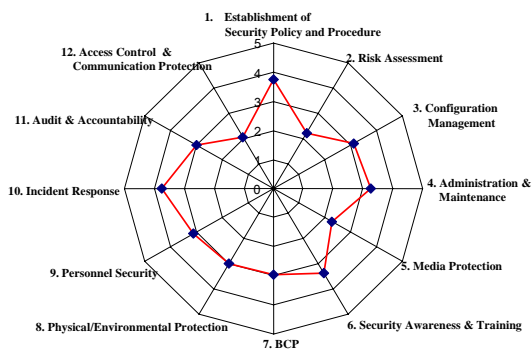 1. Establishment of
Security Policy and Procedure
2. Risk Assessment
3. Configuration
Management
4. Administration &
Maintenance
5. Media Protection
6. Security Awareness & Training
7. BCP
8. Physical/Environmental Protection
9. Personnel Security
10. Incident Response
11. Audit & Accountability
12. Access Control &
Communication Protection
5
4
3
2
1
0